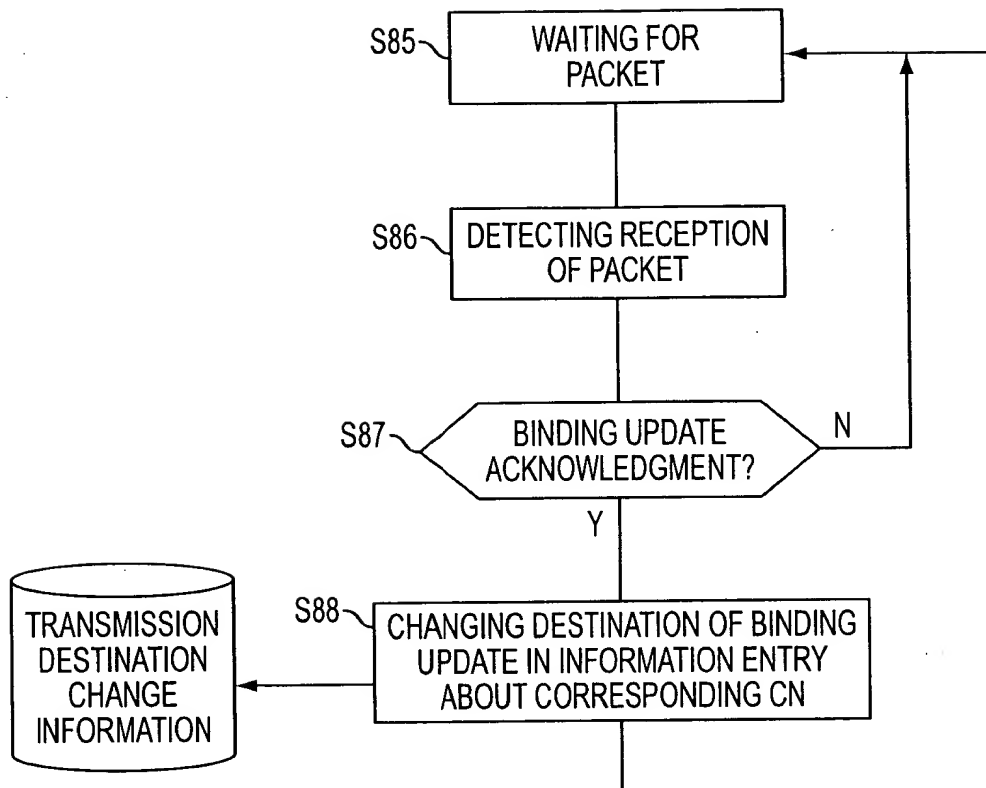 S85
WAITING FOR
PACKET
S86
DETECTING RECEPTION
OF PACKET
S87
BINDING UPDATE
ACKNOWLEDGMENT?
N
Y
S88
CHANGING DESTINATION OF BINDING
UPDATE IN INFORMATION ENTRY
ABOUT CORRESPONDING CN
TRANSMISSION
DESTINATION
CHANGE
INFORMATION